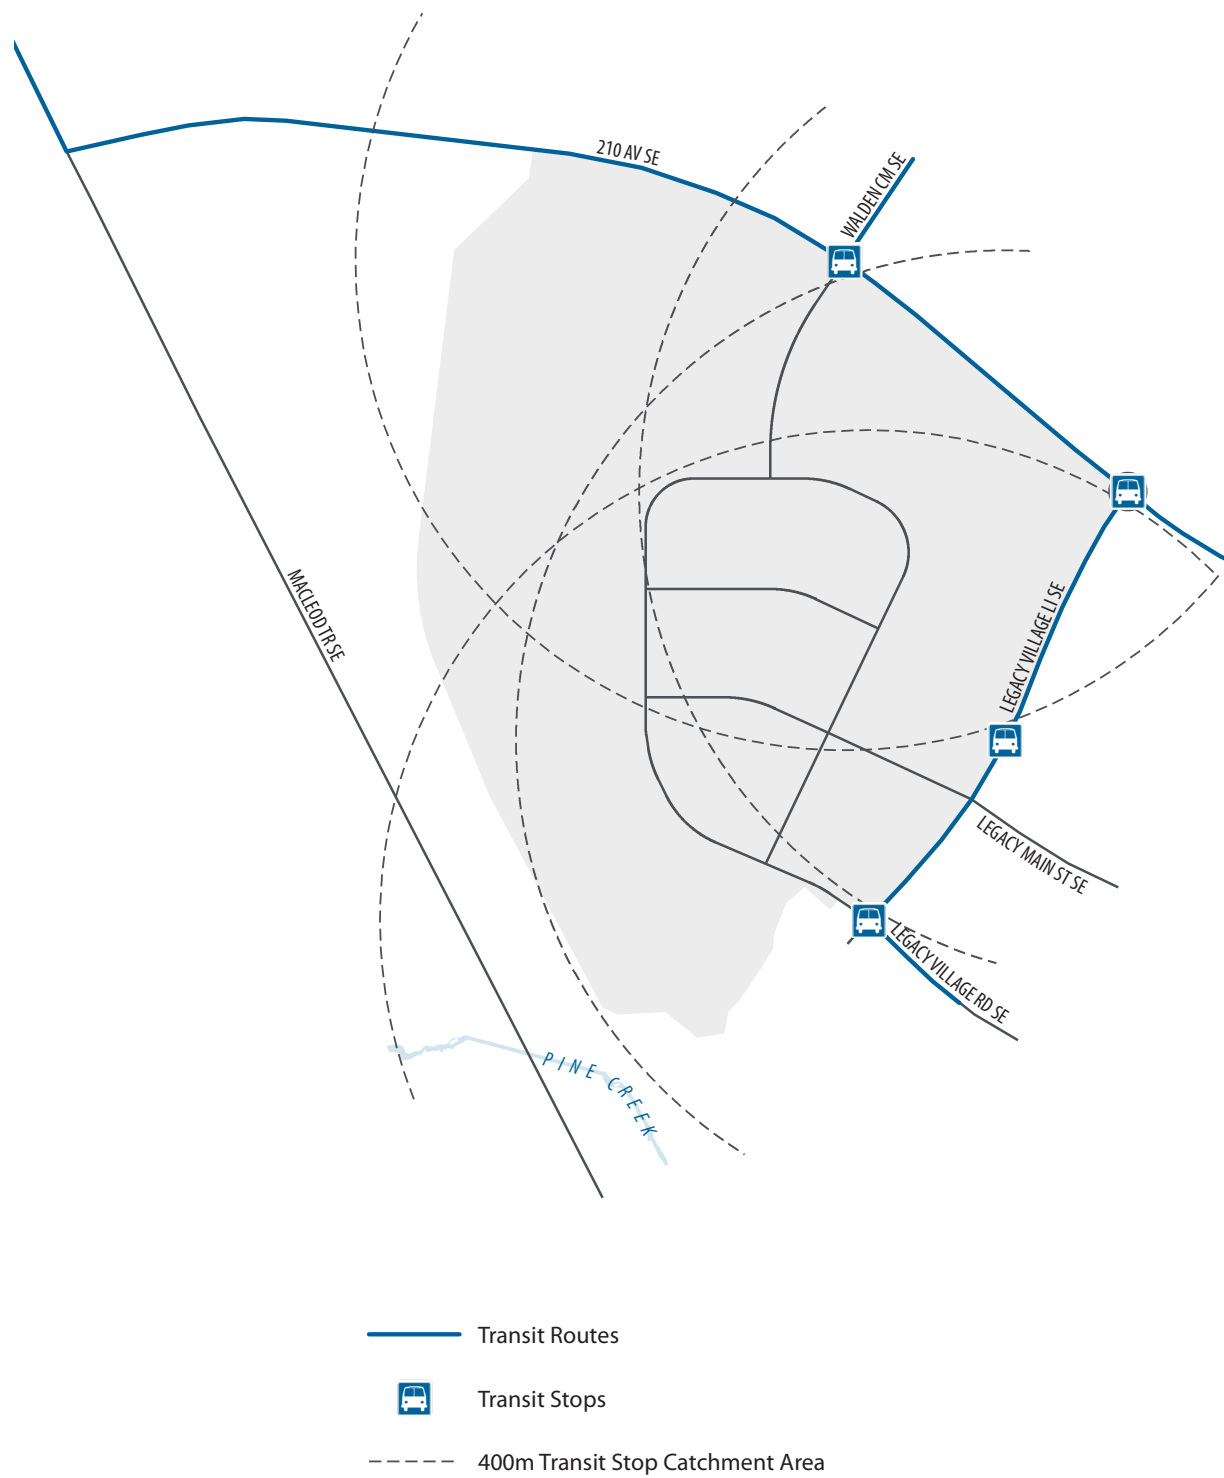 210 AV SE
WALDEN CM SE
MACLEOD TR SE
LEGACY VILLAGE LI SE
LEGACY MAIN ST SE
LEGACY VILLAGE RD SE
PINE CREEK
Transit Routes
Transit Stops
400m Transit Stop Catchment Area